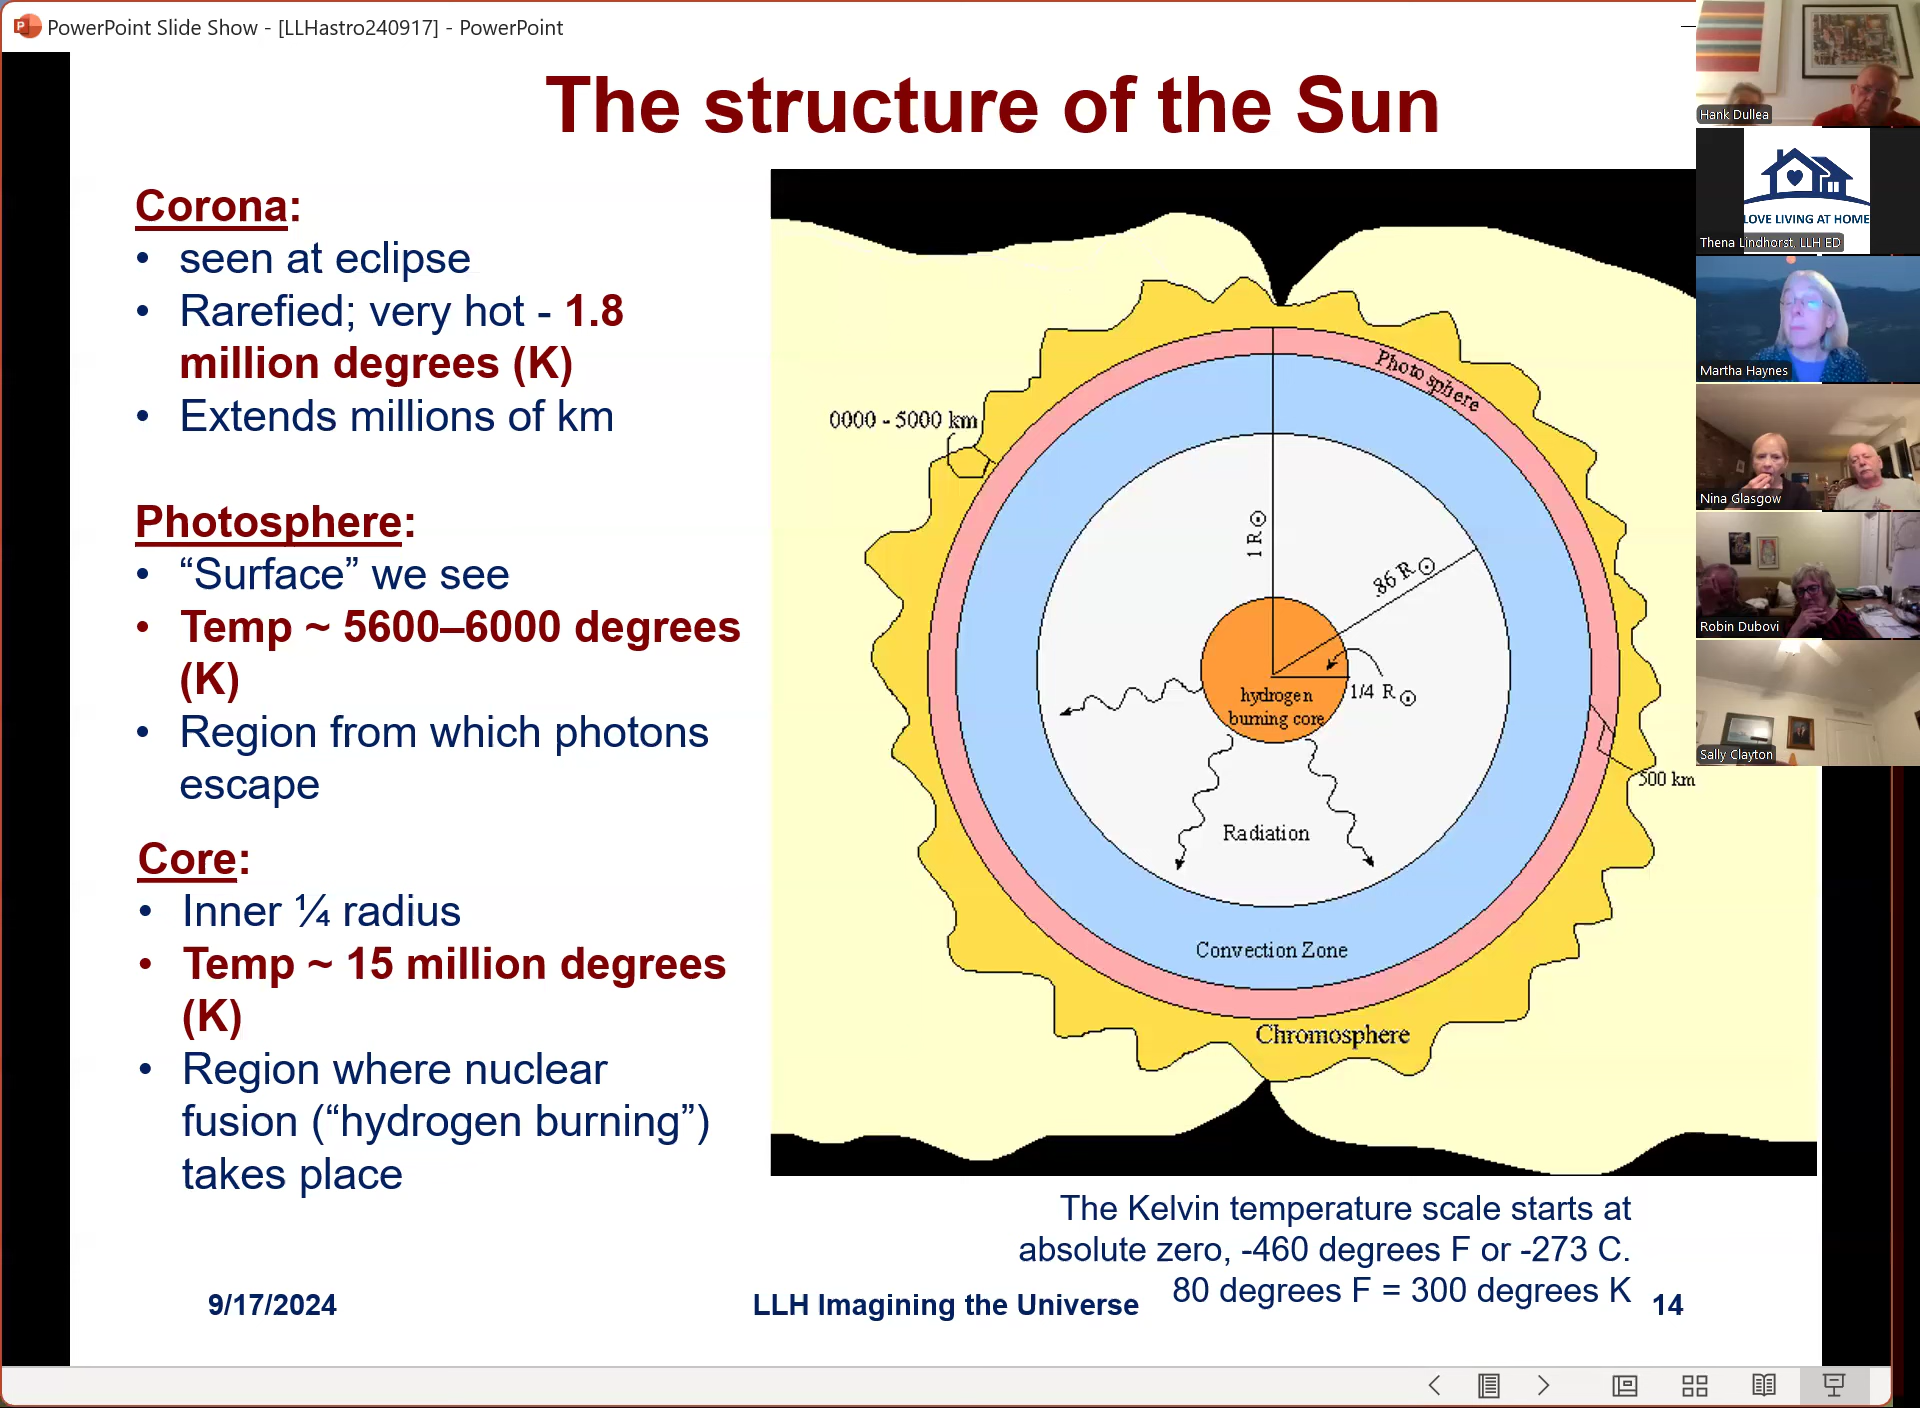 PowerPoint Slide Show - [LLHastro240917] - PowerPoint
The structure of the Sun
Corona:
• seen at eclipse
• Rarefied; very hot - 1.8
million degrees (K)
• Extends millions of km
Photosphere:
• “Surface” we see
• Temp ~ 5600–6000 degrees
(K)
• Region from which photons
escape
Core:
• Inner ¼ radius
• Temp ~ 15 million degrees
(K)
• Region where nuclear
fusion (“hydrogen burning”)
takes place
Photosphere
0000 - 5000 km
1 R☉
.86 R☉
1/4 R☉
hydrogen
burning core
500 km
Radiation
Convection Zone
Chromosphere
The Kelvin temperature scale starts at
absolute zero, -460 degrees F or -273 C.
80 degrees F = 300 degrees K
9/17/2024
LLH Imagining the Universe
14
Hank Dullea
LOVE LIVING AT HOME
Thena Lindhorst, LLH ED
Martha Haynes
Nina Glasgow
Robin Dubovi
Sally Clayton